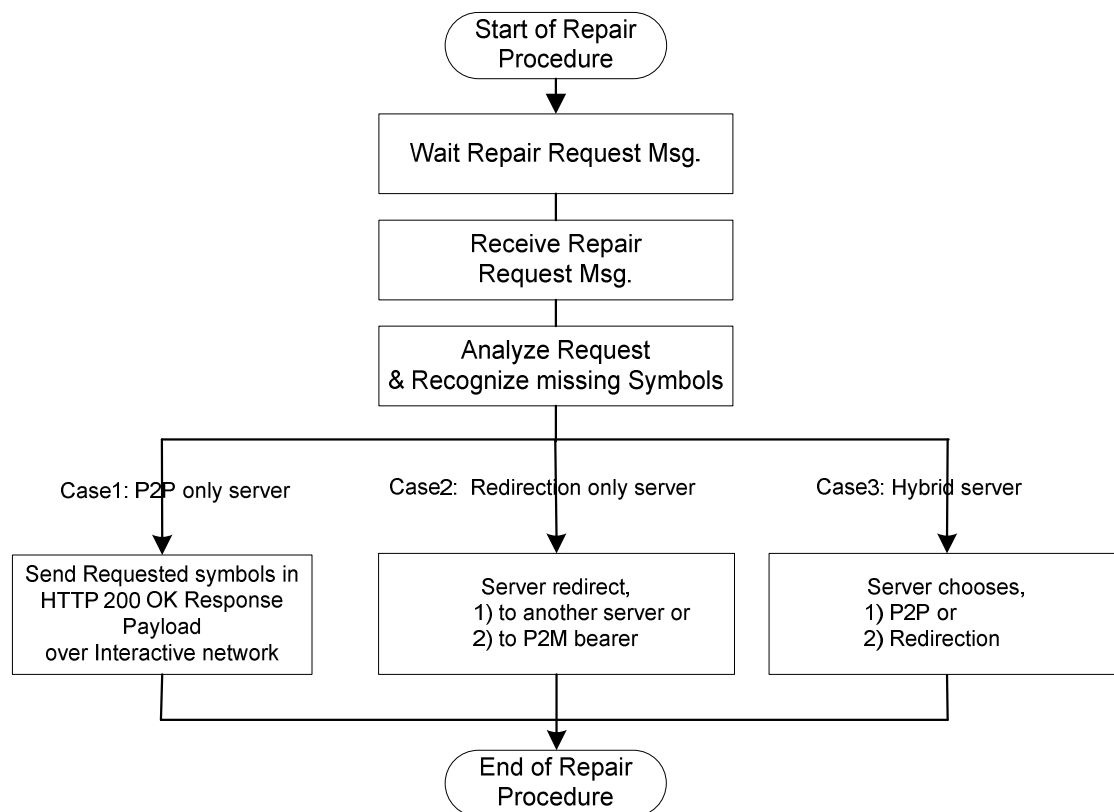 Start of Repair
Procedure
Wait Repair Request Msg.
Receive Repair
Request Msg.
Analyze Request
& Recognize missing Symbols
Case1: P2P only server
Case2: Redirection only server
Case3: Hybrid server
Send Requested symbols in
HTTP 200 OK Response
Payload
over Interactive network
Server redirect,
1) to another server or
2) to P2M bearer
Server chooses,
1) P2P or
2) Redirection
End of Repair
Procedure